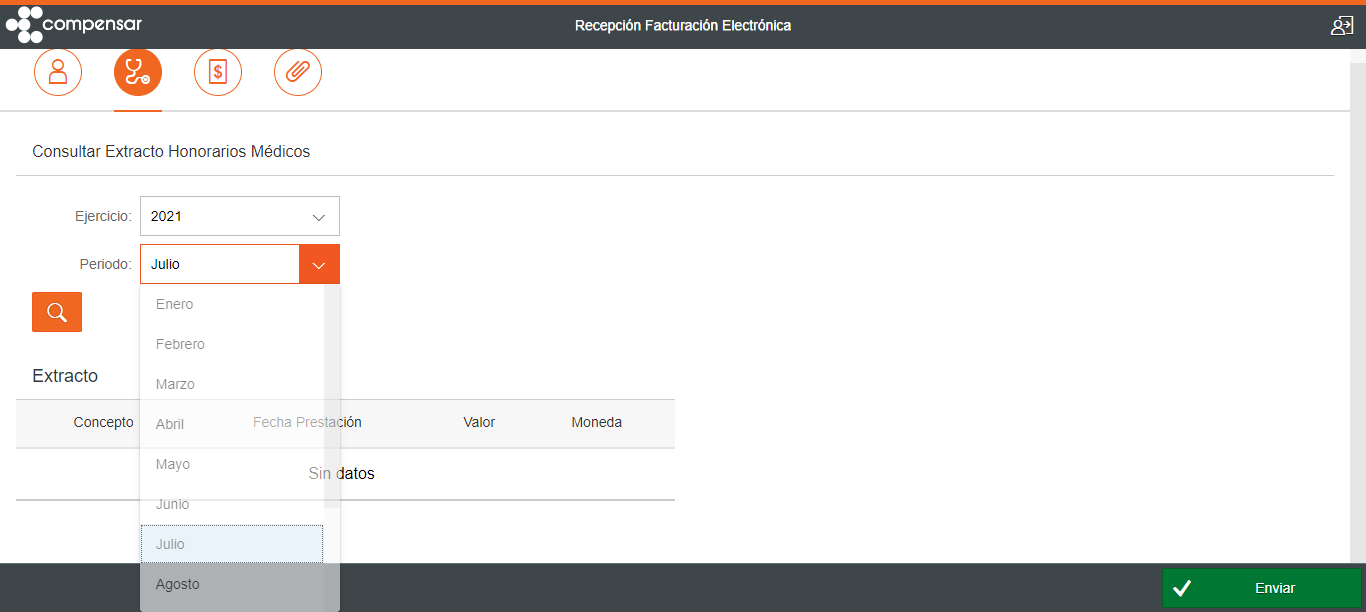 compensar
Recepción Facturación Electrónica
$
Consultar Extracto Honorarios Médicos
Ejercicio: 2021
Periodo: Julio
Enero
Febrero
Marzo
Abril
Mayo
Junio
Julio
Agosto
Extracto
Concepto Fecha Prestación Valor Moneda
Sin datos
Enviar